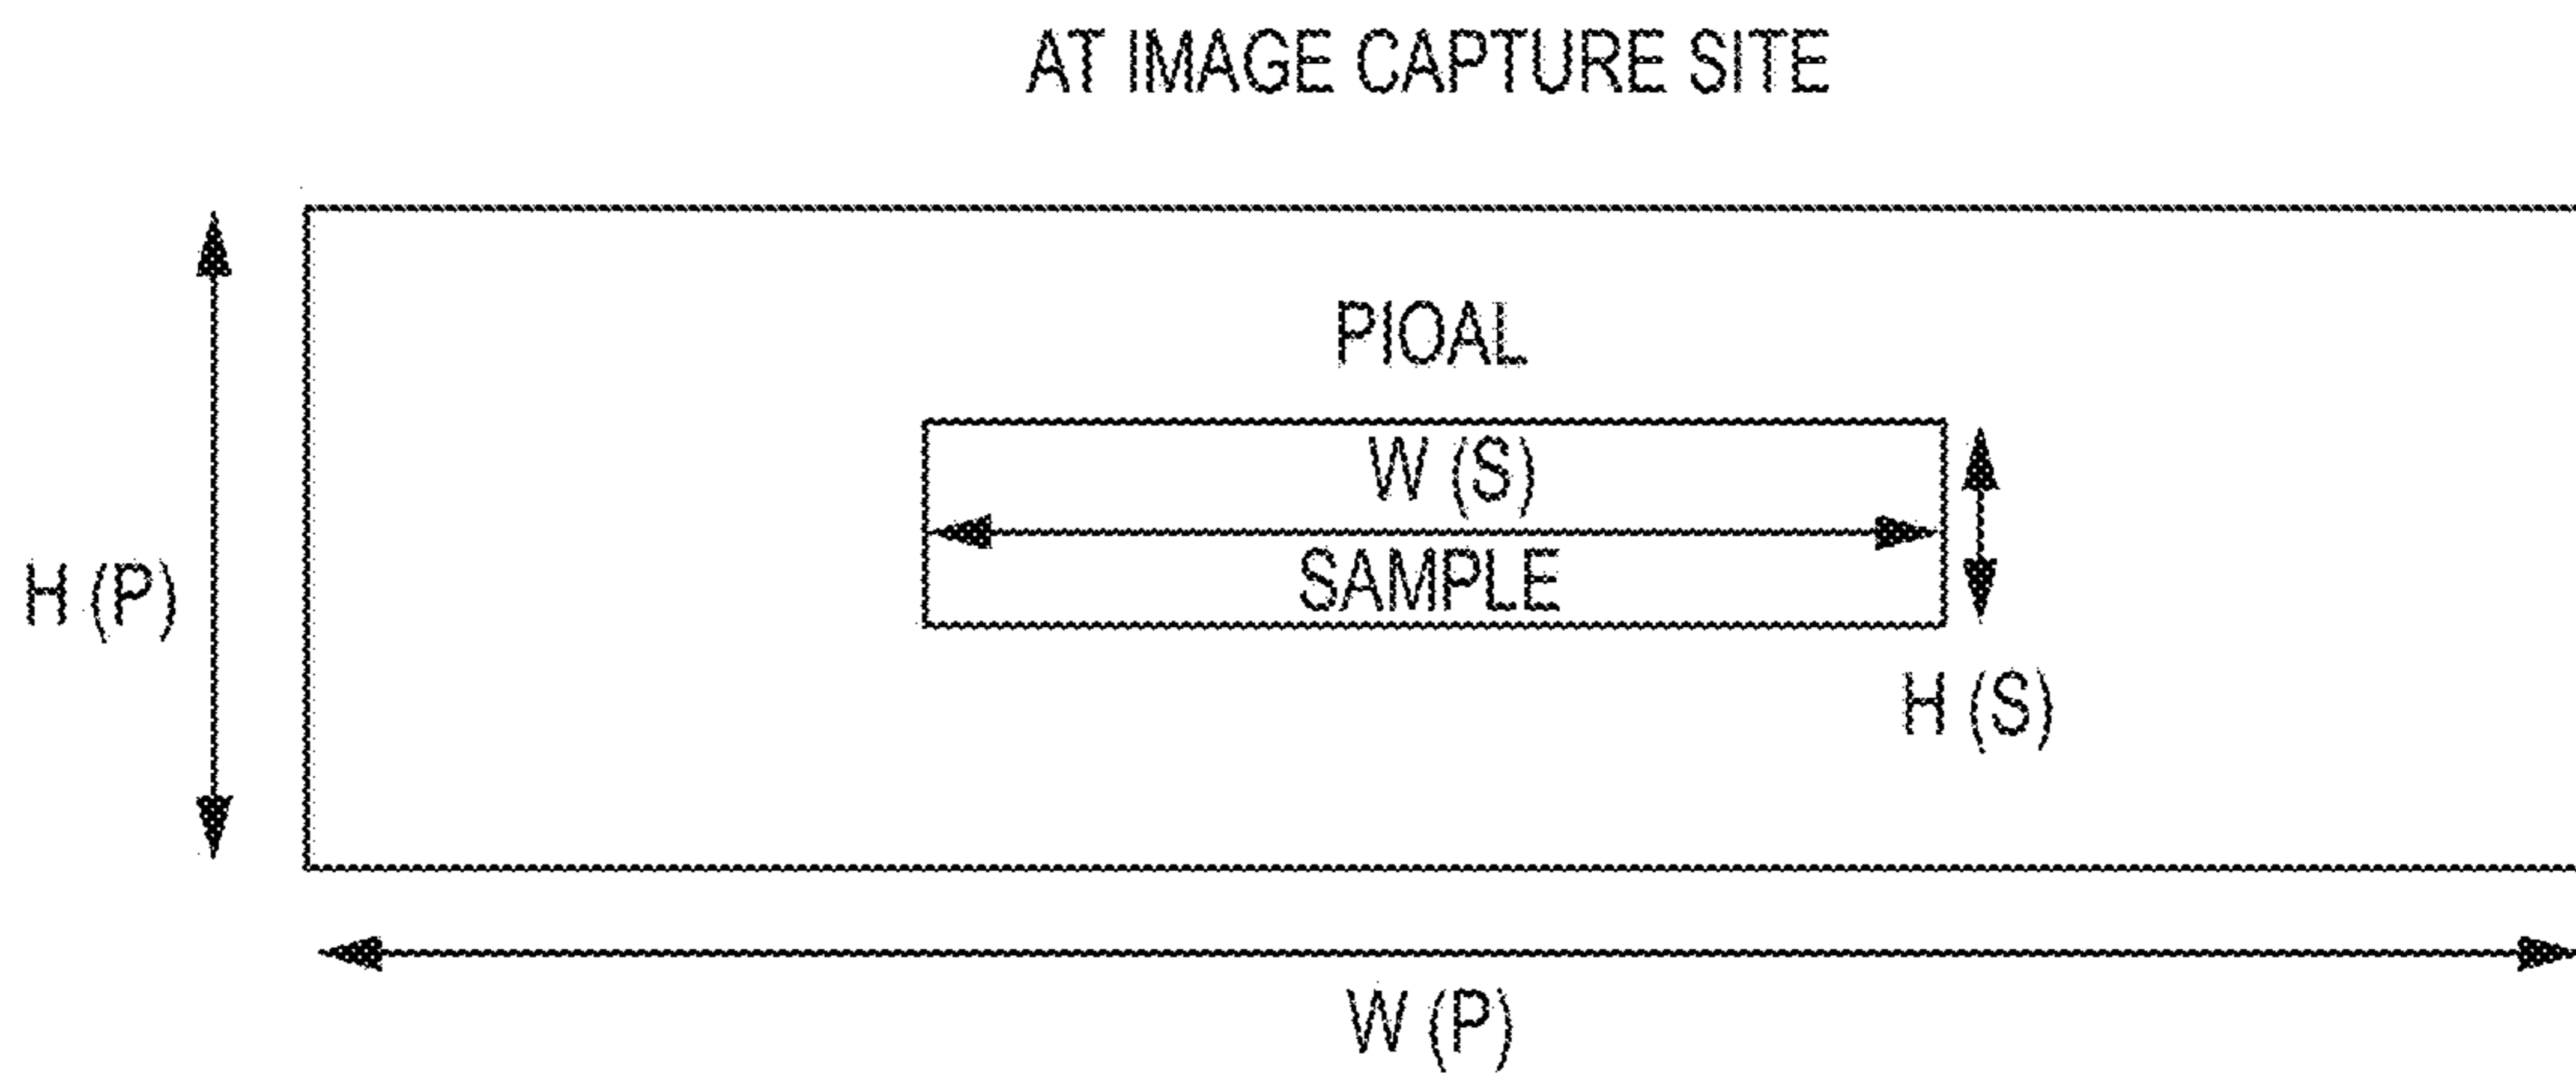 AT IMAGE CAPTURE SITE
PIOAL
W (S)
SAMPLE
H (P)
H (S)
W (P)